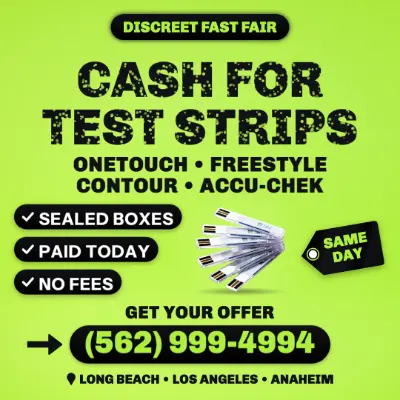 DISCREET FAST FAIR
CASH FOR
TEST STRIPS
ONETOUCH • FREESTYLE
CONTOUR • ACCU-CHEK
SEALED BOXES
PAID TODAY
NO FEES
SAME
DAY
GET YOUR OFFER
(562) 999-4994
LONG BEACH • LOS ANGELES • ANAHEIM